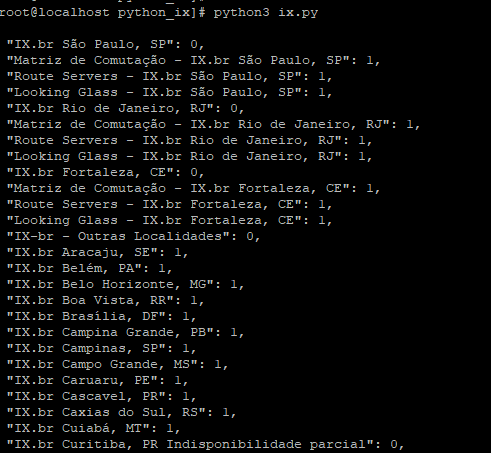 root@localhost python_ix]# python3 ix.py
"IX.br São Paulo, SP": 0,
"Matriz de Comutação - IX.br São Paulo, SP": 1,
"Route Servers - IX.br São Paulo, SP": 1,
"Looking Glass - IX.br São Paulo, SP": 1,
"IX.br Rio de Janeiro, RJ": 0,
"Matriz de Comutação - IX.br Rio de Janeiro, RJ": 1,
"Route Servers - IX.br Rio de Janeiro, RJ": 1,
"Looking Glass - IX.br Rio de Janeiro, RJ": 1,
"IX.br Fortaleza, CE": 0,
"Matriz de Comutação - IX.br Fortaleza, CE": 1,
"Route Servers - IX.br Fortaleza, CE": 1,
"Looking Glass - IX.br Fortaleza, CE": 1,
"IX-br - Outras Localidades": 0,
"IX.br Aracaju, SE": 1,
"IX.br Belém, PA": 1,
"IX.br Belo Horizonte, MG": 1,
"IX.br Boa Vista, RR": 1,
"IX.br Brasília, DF": 1,
"IX.br Campina Grande, PB": 1,
"IX.br Campinas, SP": 1,
"IX.br Campo Grande, MS": 1,
"IX.br Caruaru, PE": 1,
"IX.br Cascavel, PR": 1,
"IX.br Caxias do Sul, RS": 1,
"IX.br Cuiabá, MT": 1,
"IX.br Curitiba, PR Indisponibilidade parcial": 0,